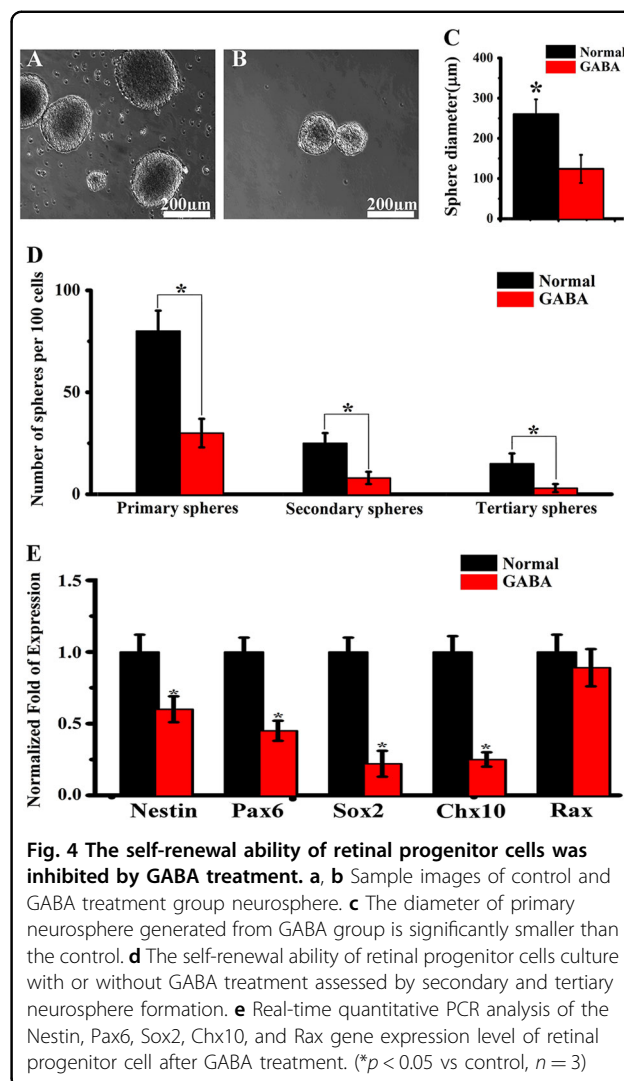 A
B
200μm
200μm
C
Normal
GABA
Sphere diameter(μm)
400
300
200
100
0
*
D
Normal
GABA
Number of spheres per 100 cells
100
50
0
*
*
*
Primary spheres
Secondary spheres
Tertiary spheres
E
Normal
GABA
Normalized Fold of Expression
1.5
1.0
0.5
0.0
*
*
*
*
Nestin
Pax6
Sox2
Chx10
Rax
Fig. 4 The self-renewal ability of retinal progenitor cells was
inhibited by GABA treatment. a, b Sample images of control and
GABA treatment group neurosphere. c The diameter of primary
neurosphere generated from GABA group is significantly smaller than
the control. d The self-renewal ability of retinal progenitor cells culture
with or without GABA treatment assessed by secondary and tertiary
neurosphere formation. e Real-time quantitative PCR analysis of the
Nestin, Pax6, Sox2, Chx10, and Rax gene expression level of retinal
progenitor cell after GABA treatment. (*p < 0.05 vs control, n = 3)